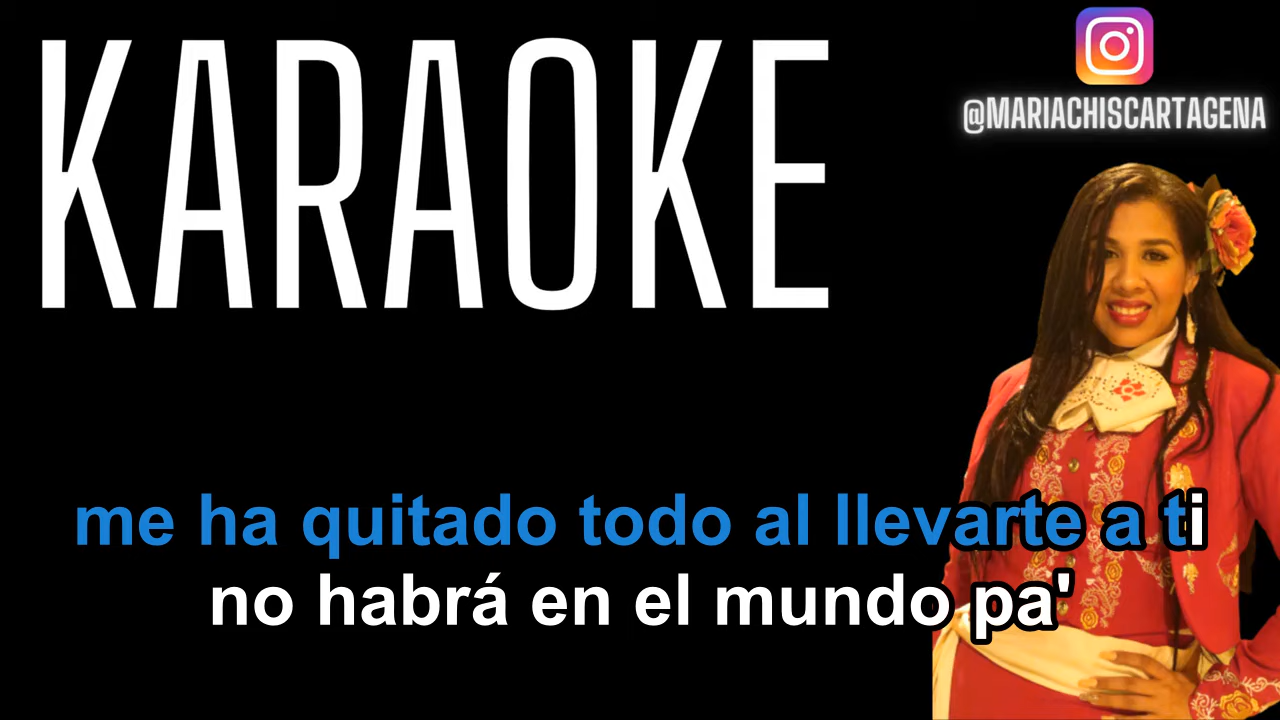 KARAOKE
@MARIACHISCARTAGENA
me ha quitado todo al llevarte a ti
no habrá en el mundo pa'